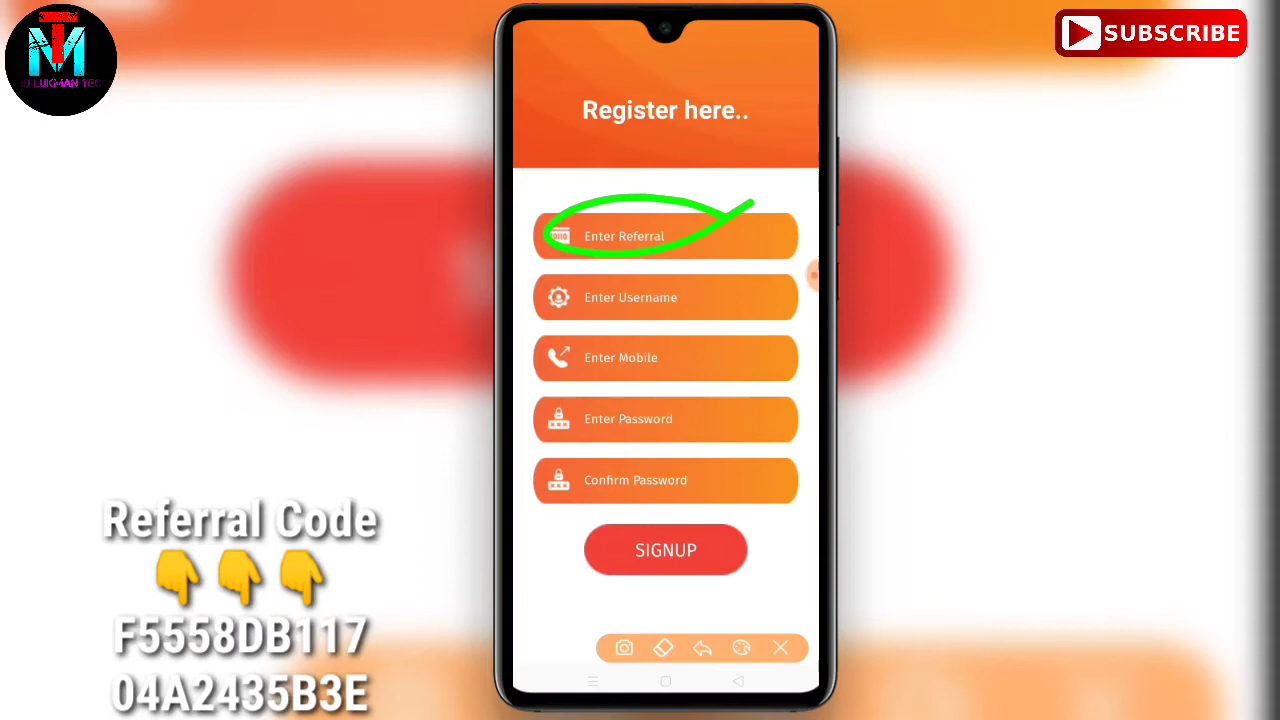 SUBSCRIBE
Register here..
Enter Referral
Enter Username
Enter Mobile
Enter Password
Confirm Password
SIGNUP
Referral Code
👇👇👇
F5558DB117
04A2435B3E